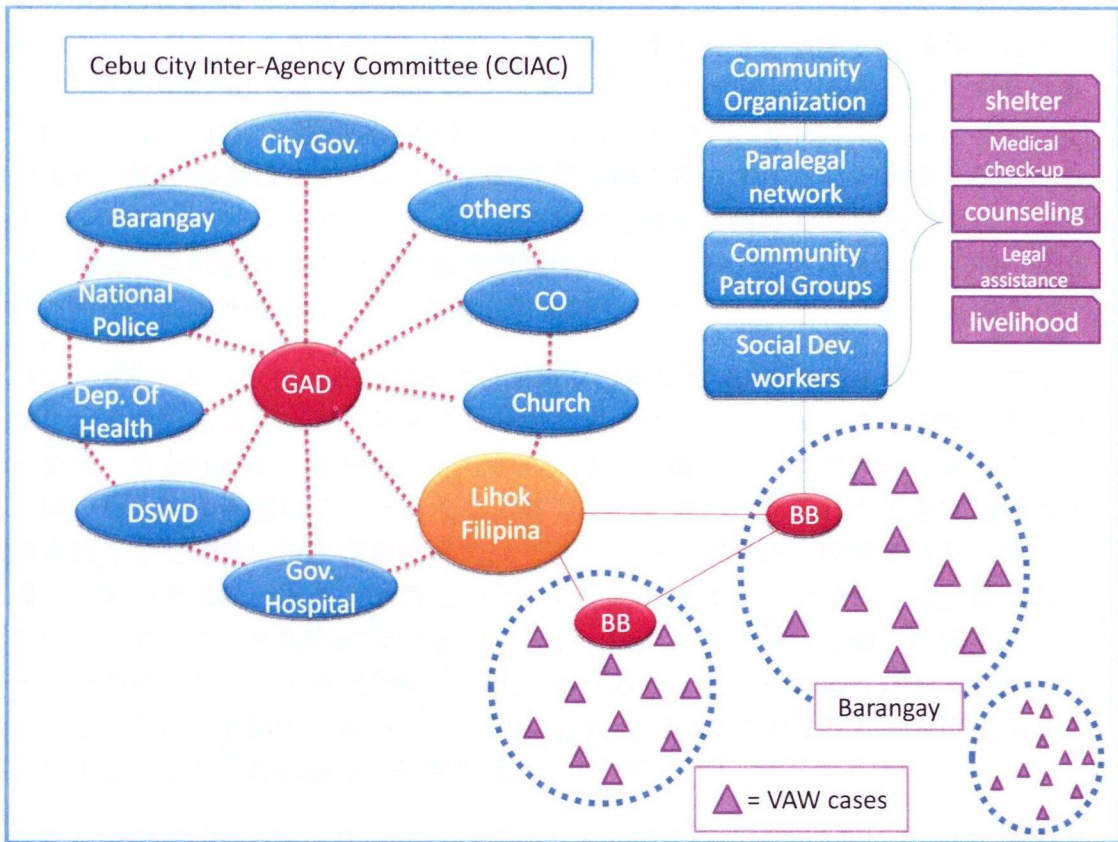 Cebu City Inter-Agency Committee (CCIAC)
City Gov.
Barangay
others
National
Police
CO
GAD
Dep. Of
Health
Church
DSWD
Lihok
Filipina
Gov.
Hospital
Community
Organization
Paralegal
network
Community
Patrol Groups
Social Dev.
workers
shelter
Medical
check-up
counseling
Legal
assistance
livelihood
BB
BB
Barangay
= VAW cases